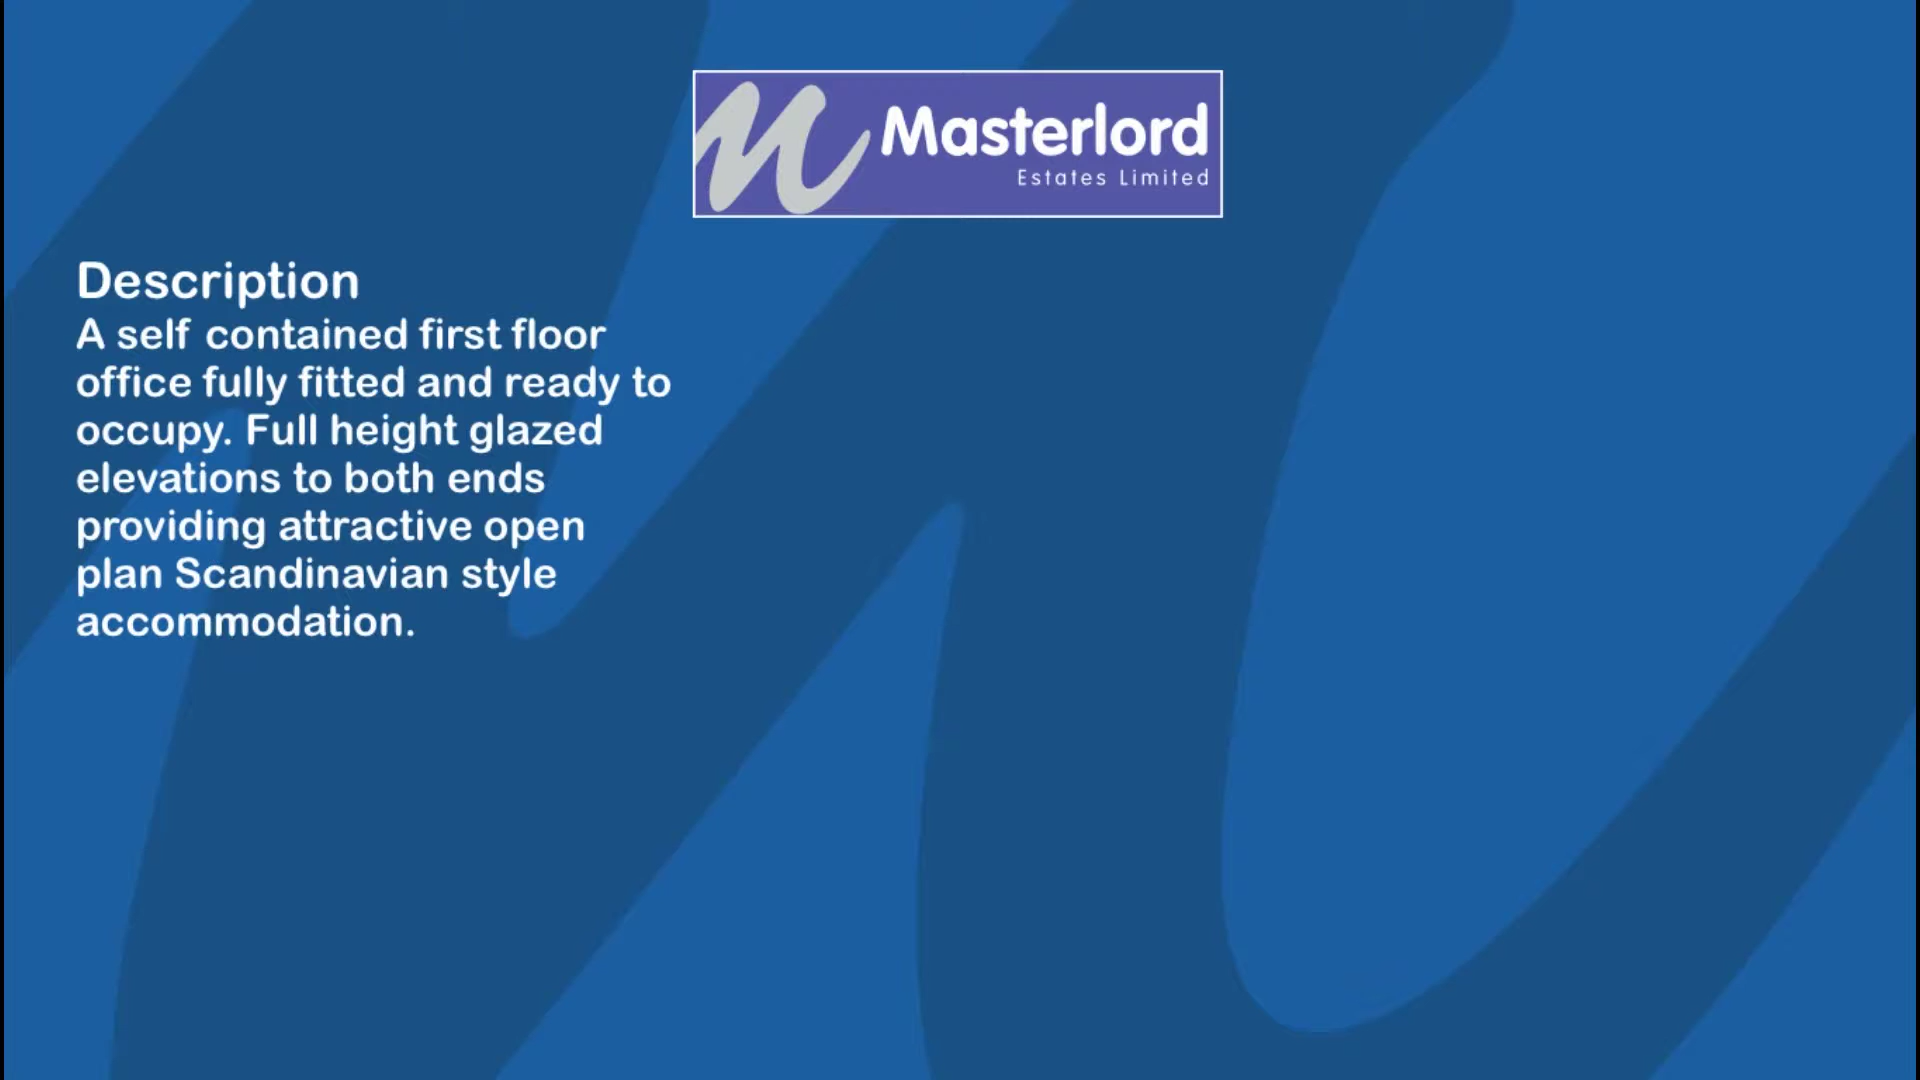 Masterlord
Estates Limited
Description
A self contained first floor
office fully fitted and ready to
occupy. Full height glazed
elevations to both ends
providing attractive open
plan Scandinavian style
accommodation.